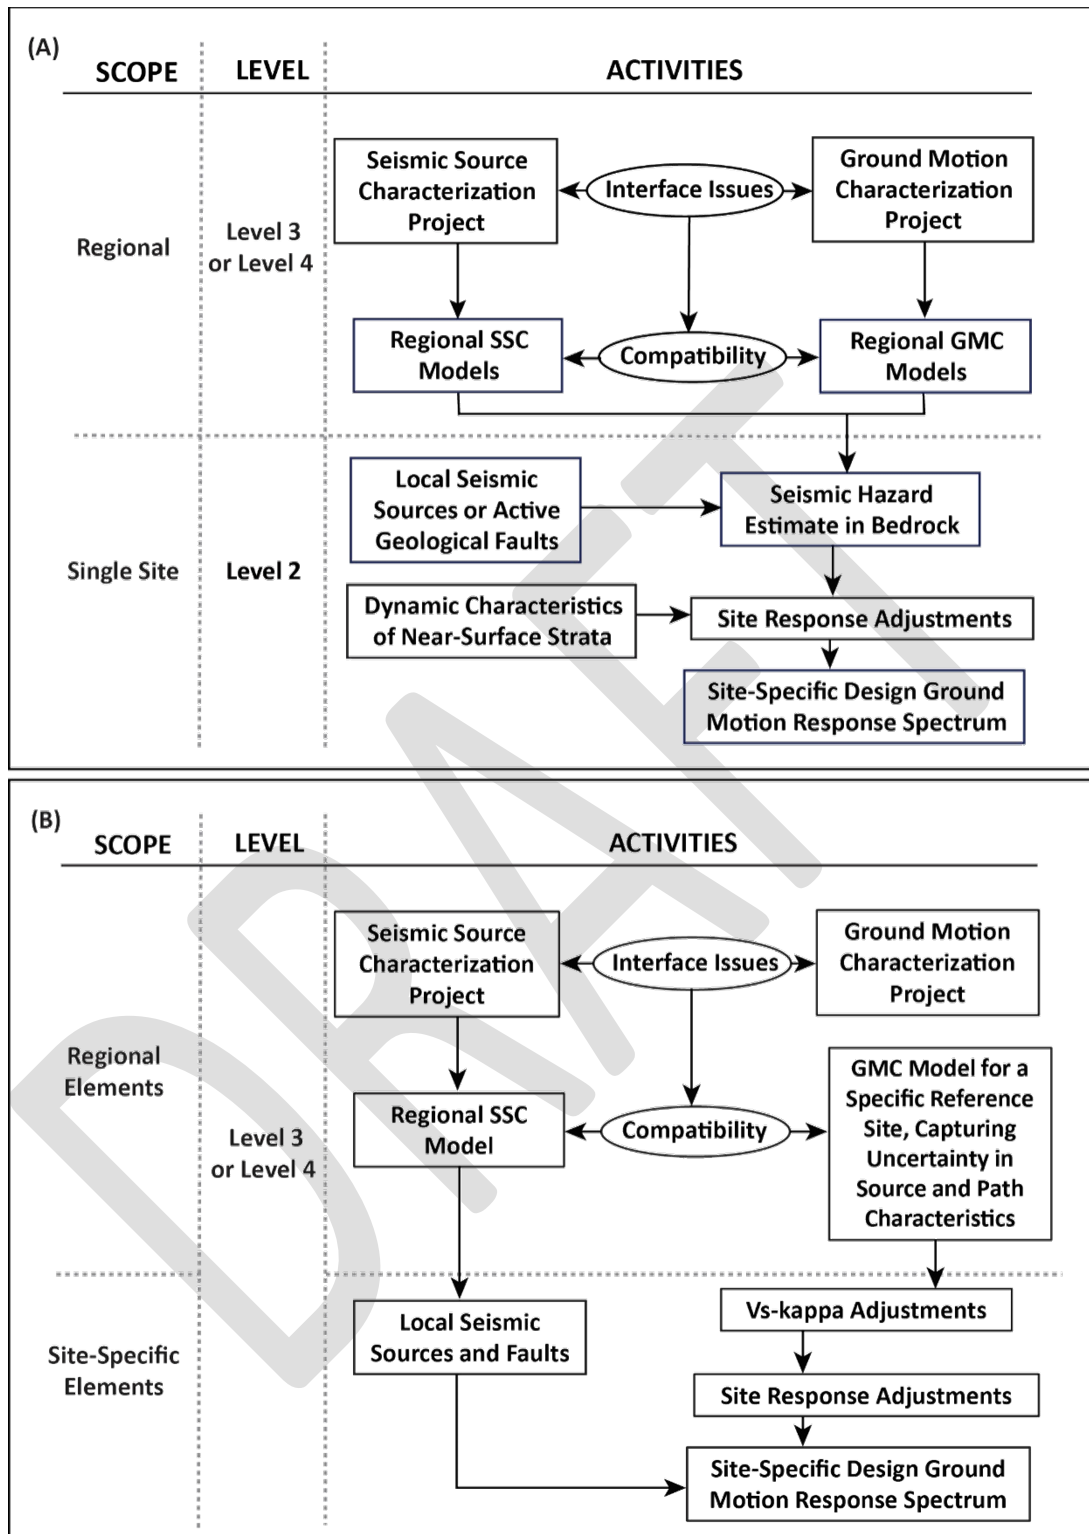 (A)
SCOPE
LEVEL
ACTIVITIES
Regional
Level 3
or Level 4
Seismic Source
Characterization
Project
Interface Issues
Ground Motion
Characterization
Project
Regional SSC
Models
Compatibility
Regional GMC
Models
Single Site
Level 2
Local Seismic
Sources or Active
Geological Faults
Seismic Hazard
Estimate in Bedrock
Dynamic Characteristics
of Near-Surface Strata
Site Response Adjustments
Site-Specific Design Ground
Motion Response Spectrum
(B)
SCOPE
LEVEL
ACTIVITIES
Regional
Elements
Level 3
or Level 4
Seismic Source
Characterization
Project
Interface Issues
Ground Motion
Characterization
Project
Regional SSC
Model
Compatibility
GMC Model for a
Specific Reference
Site, Capturing
Uncertainty in
Source and Path
Characteristics
Site-Specific
Elements
Local Seismic
Sources and Faults
Vs-kappa Adjustments
Site Response Adjustments
Site-Specific Design Ground
Motion Response Spectrum
DRAFT